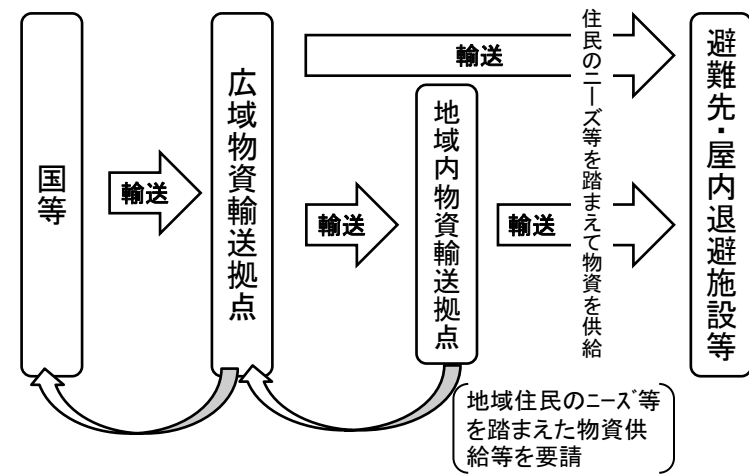 国等
輸送
広域物資輸送拠点
輸送
輸送
地域内物資輸送拠点
輸送
住民のニーズ等を踏まえて物資を供給
避難先・屋内退避施設等
地域住民のﾆｰｽﾞ等
を踏まえた物資供
給等を要請